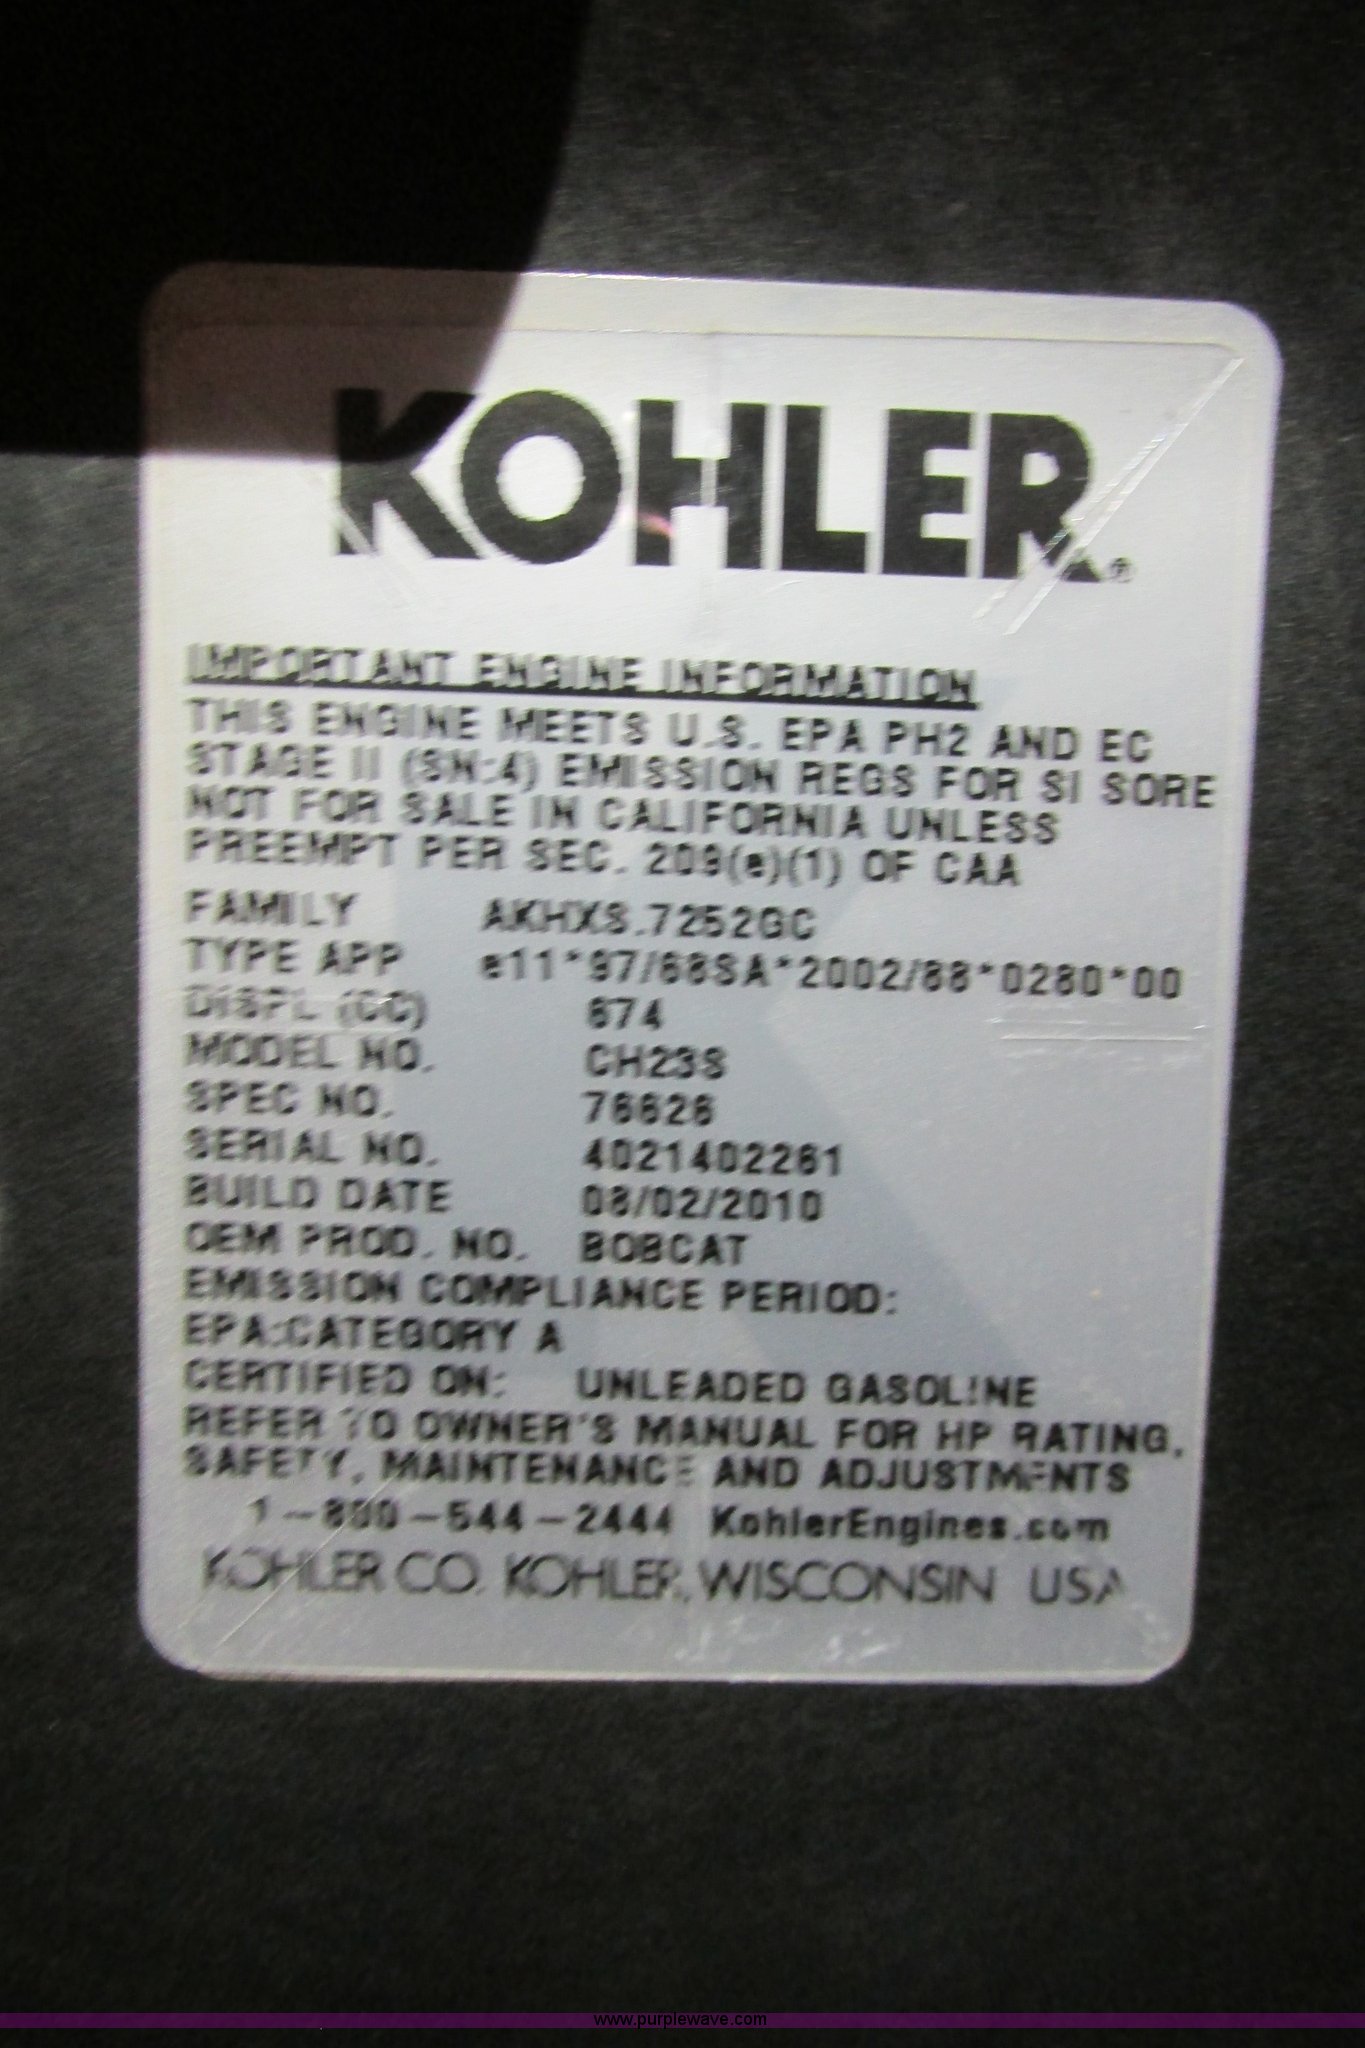 KOHLER®
IMPORTANT ENGINE INFORMATION
THIS ENGINE MEETS U.S. EPA PH2 AND EC
STAGE II (SN:4) EMISSION REGS FOR SI SORE
NOT FOR SALE IN CALIFORNIA UNLESS
PREEMPT PER SEC. 209(e)(1) OF CAA
FAMILY AKHXS.7252GC
TYPE APP e11*97/68SA*2002/88*0280*00
DISPL (CC) 674
MODEL NO. CH23S
SPEC NO. 76626
SERIAL NO. 4021402261
BUILD DATE 08/02/2010
OEM PROD. NO. BOBCAT
EMISSION COMPLIANCE PERIOD:
EPA:CATEGORY A
CERTIFIED ON: UNLEADED GASOLINE
REFER TO OWNER'S MANUAL FOR HP RATING,
SAFETY, MAINTENANCE AND ADJUSTMENTS
1-800-544-2444 KohlerEngines.com
KOHLER CO. KOHLER, WISCONSIN USA
www.purplewave.com